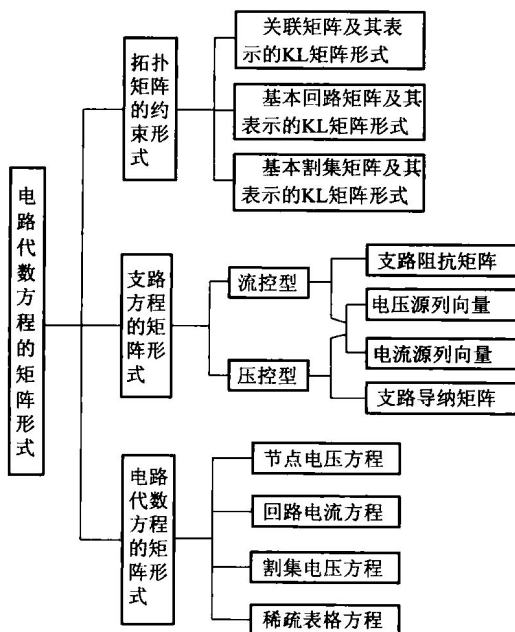 电路代数方程的矩阵形式
拓扑
矩阵
的约
束形
式
关联矩阵及其表
示的KL矩阵形式
基本回路矩阵及其
表示的KL矩阵形式
基本割集矩阵及其
表示的KL矩阵形式
支路
方程
的矩
阵形
式
流控型
压控型
支路阻抗矩阵
电压源列向量
电流源列向量
支路导纳矩阵
电路
代数
方程
的矩
阵形
式
节点电压方程
回路电流方程
割集电压方程
稀疏表格方程